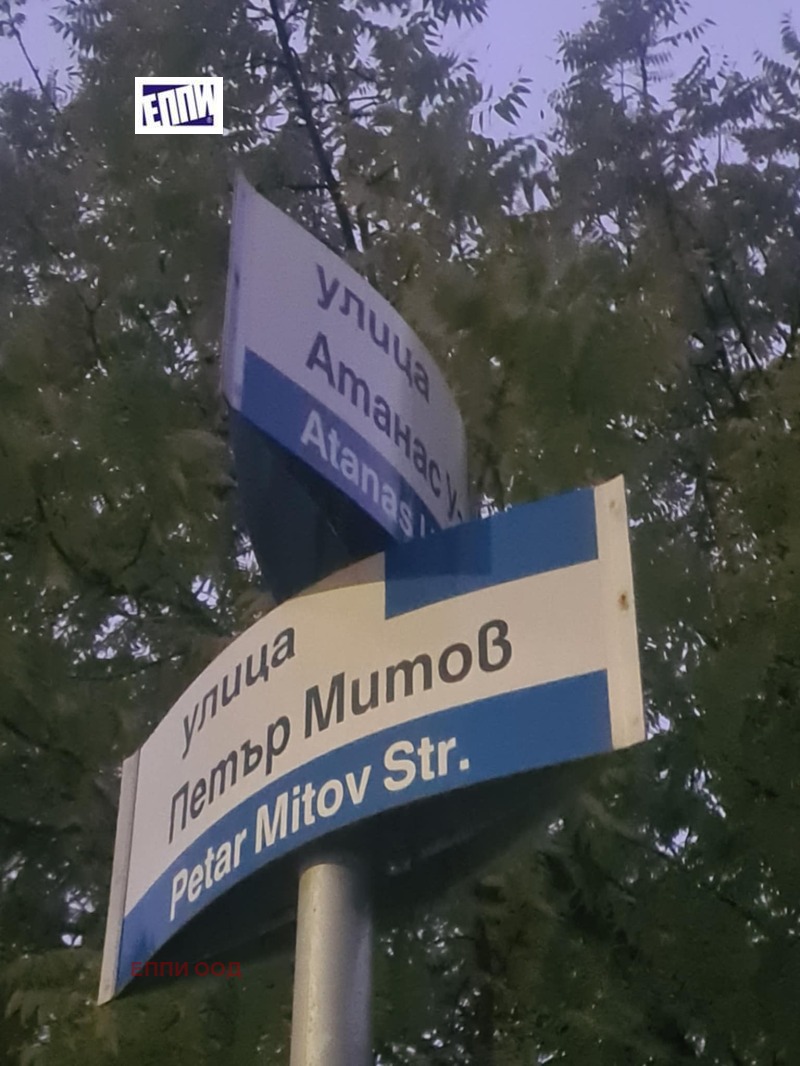 ЕППИ
улица
Атанас
Atanas
улица
Петър Митов
Petar Mitov Str.
ЕППИ ООД